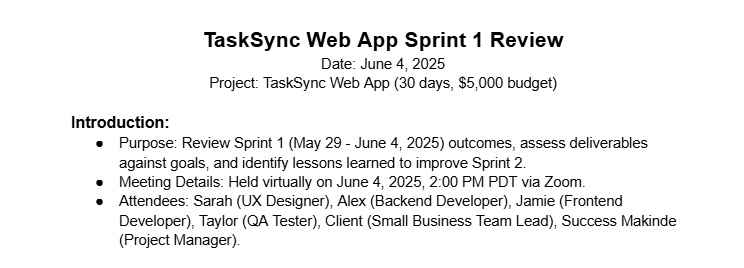 TaskSync Web App Sprint 1 Review
Date: June 4, 2025
Project: TaskSync Web App (30 days, $5,000 budget)
Introduction:
● Purpose: Review Sprint 1 (May 29 - June 4, 2025) outcomes, assess deliverables
against goals, and identify lessons learned to improve Sprint 2.
● Meeting Details: Held virtually on June 4, 2025, 2:00 PM PDT via Zoom.
● Attendees: Sarah (UX Designer), Alex (Backend Developer), Jamie (Frontend
Developer), Taylor (QA Tester), Client (Small Business Team Lead), Success Makinde
(Project Manager).